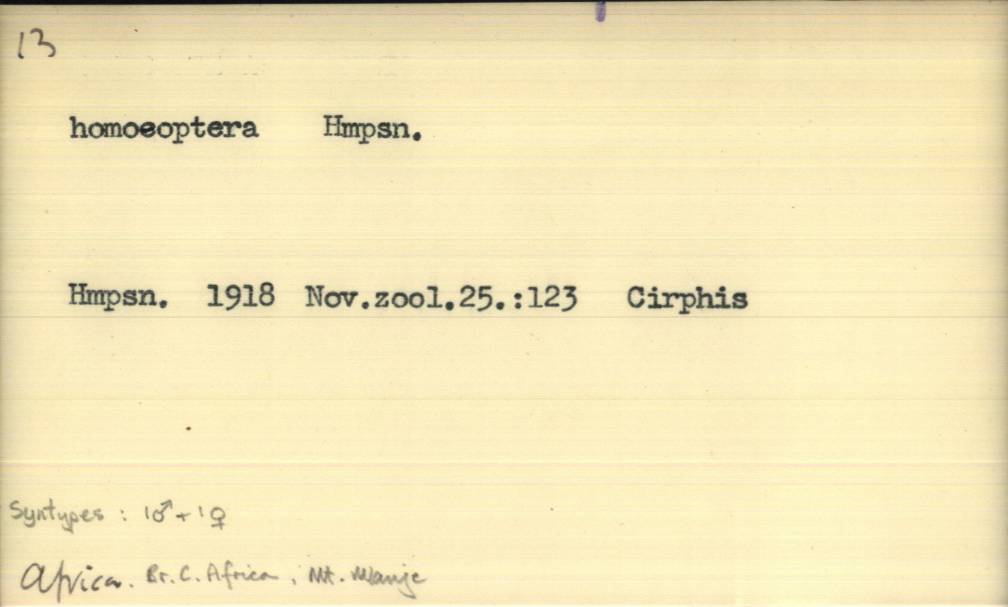 13
homoeoptera Hmpsn.
Hmpsn. 1918 Nov.zool.25.:123 Cirphis
Syntypes : 1♂ + 1♀
Africa. Br. C. Africa, Mt. Mlanje